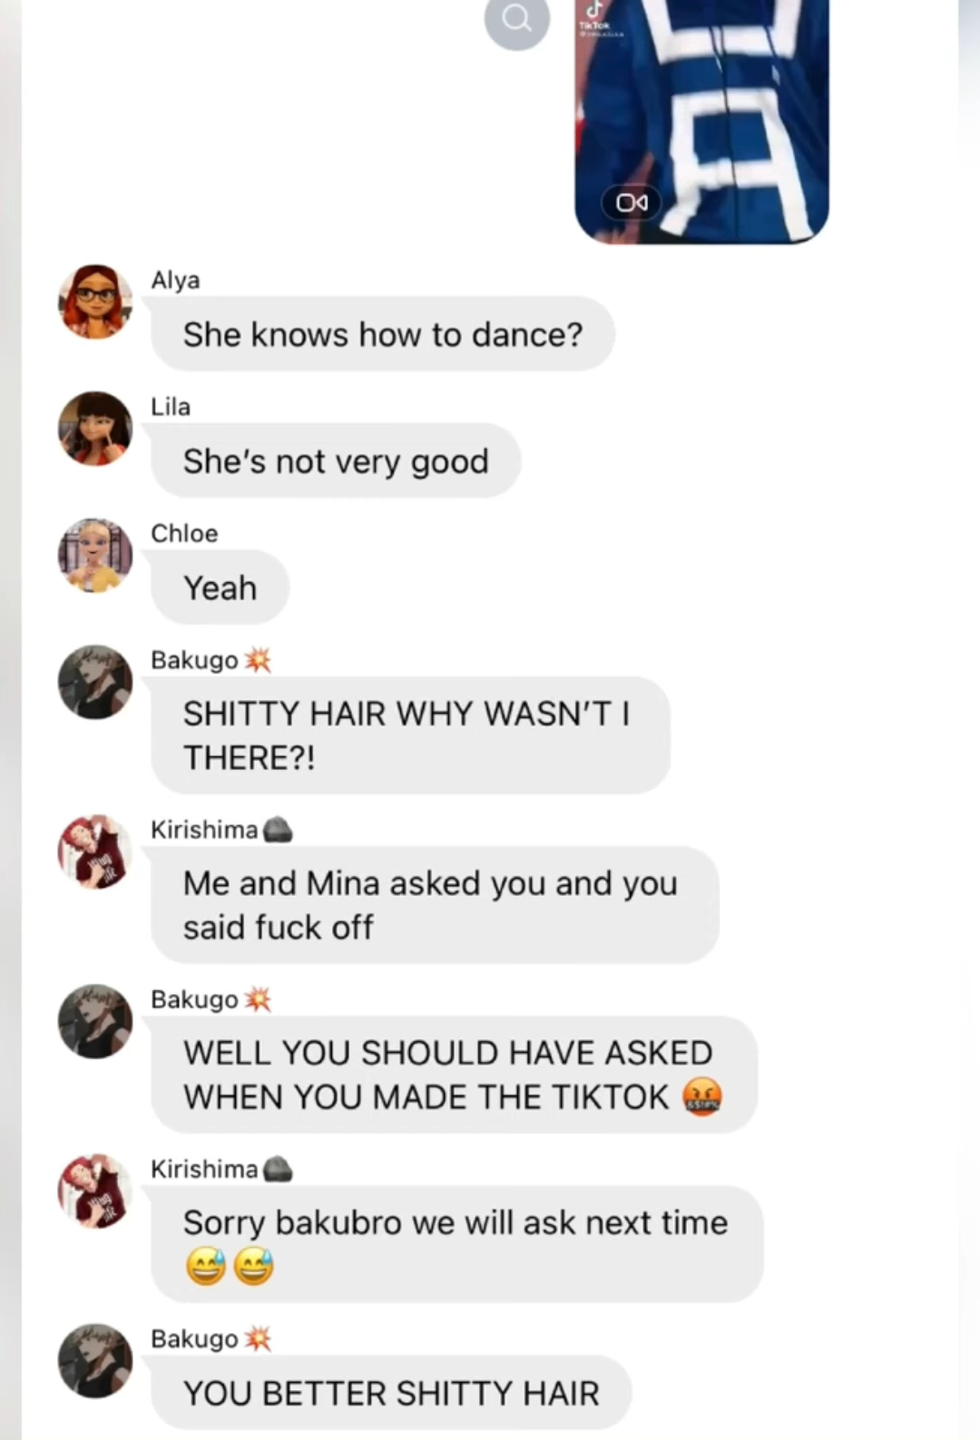 TikTok
Alya
She knows how to dance?
Lila
She's not very good
Chloe
Yeah
Bakugo 💥
SHITTY HAIR WHY WASN'T I
THERE?!
Kirishima🪨
Me and Mina asked you and you
said fuck off
Bakugo 💥
WELL YOU SHOULD HAVE ASKED
WHEN YOU MADE THE TIKTOK 🤬
Kirishima🪨
Sorry bakubro we will ask next time
😅😅
Bakugo 💥
YOU BETTER SHITTY HAIR